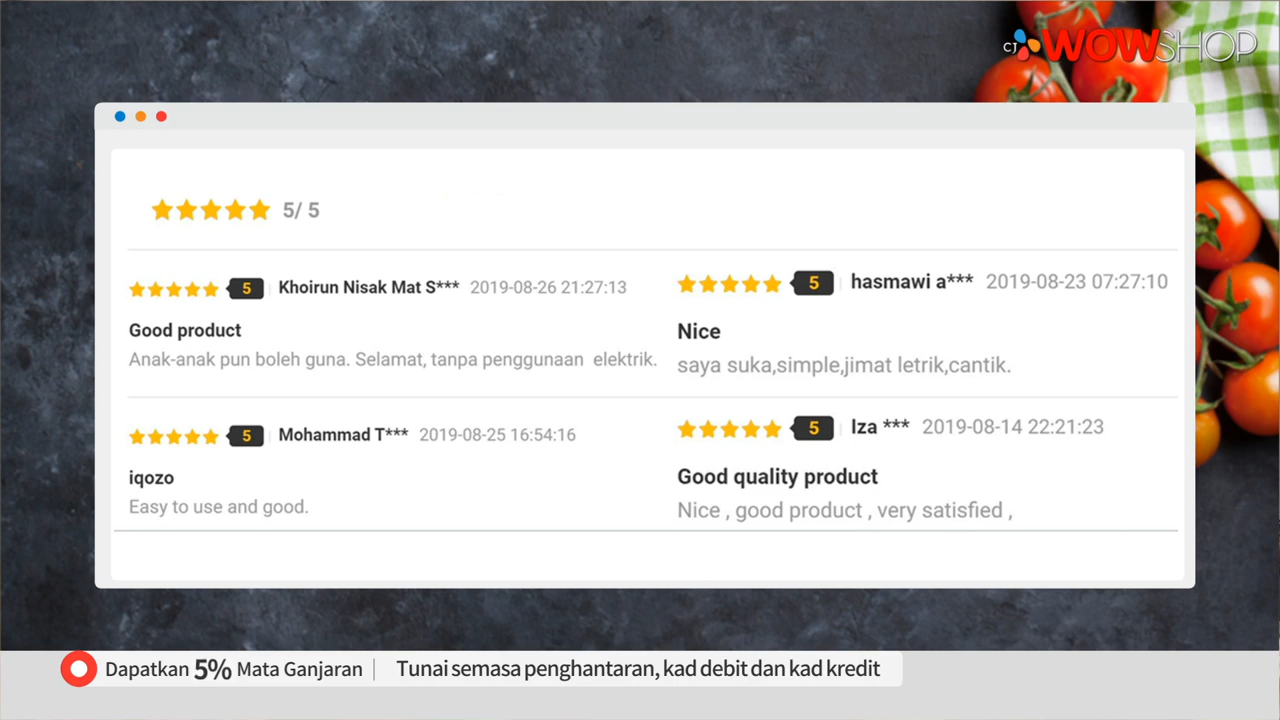 CJ WOWSHOP
5/ 5
5 Khoirun Nisak Mat S*** 2019-08-26 21:27:13
Good product
Anak-anak pun boleh guna. Selamat, tanpa penggunaan elektrik.
5 hasmawi a*** 2019-08-23 07:27:10
Nice
saya suka,simple,jimat letrik,cantik.
5 Mohammad T*** 2019-08-25 16:54:16
iqozo
Easy to use and good.
5 Iza *** 2019-08-14 22:21:23
Good quality product
Nice , good product , very satisfied ,
Dapatkan 5% Mata Ganjaran | Tunai semasa penghantaran, kad debit dan kad kredit